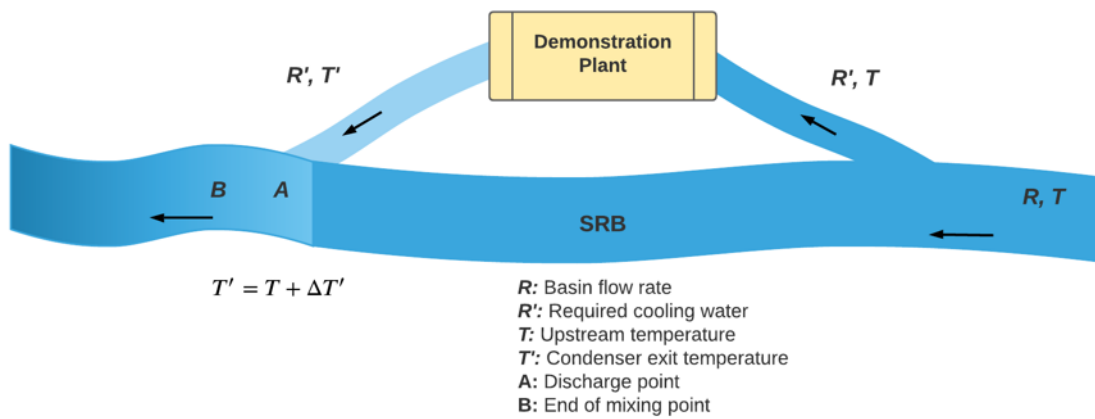 Demonstration
Plant
R', T'
R', T
B
A
R, T
SRB
T′ = T + ΔT′
R: Basin flow rate
R': Required cooling water
T: Upstream temperature
T': Condenser exit temperature
A: Discharge point
B: End of mixing point